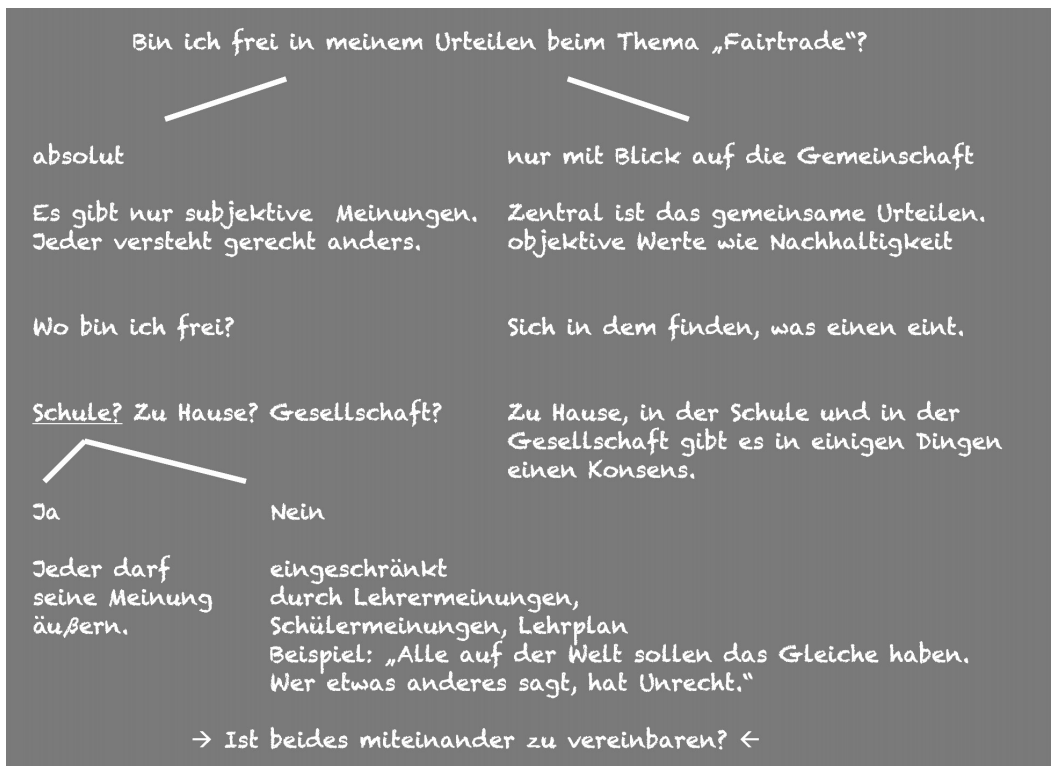 Bin ich frei in meinem Urteilen beim Thema „Fairtrade“?
absolut
Es gibt nur subjektive Meinungen.
Jeder versteht gerecht anders.
Wo bin ich frei?
Schule? Zu Hause? Gesellschaft?
Ja
Jeder darf
seine Meinung
äußern.
Nein
eingeschränkt
durch Lehrermeinungen,
Schülermeinungen, Lehrplan
Beispiel: „Alle auf der Welt sollen das Gleiche haben.
Wer etwas anderes sagt, hat Unrecht.“
nur mit Blick auf die Gemeinschaft
Zentral ist das gemeinsame Urteilen.
objektive Werte wie Nachhaltigkeit
Sich in dem finden, was einen eint.
Zu Hause, in der Schule und in der
Gesellschaft gibt es in einigen Dingen
einen Konsens.
→ Ist beides miteinander zu vereinbaren? ←